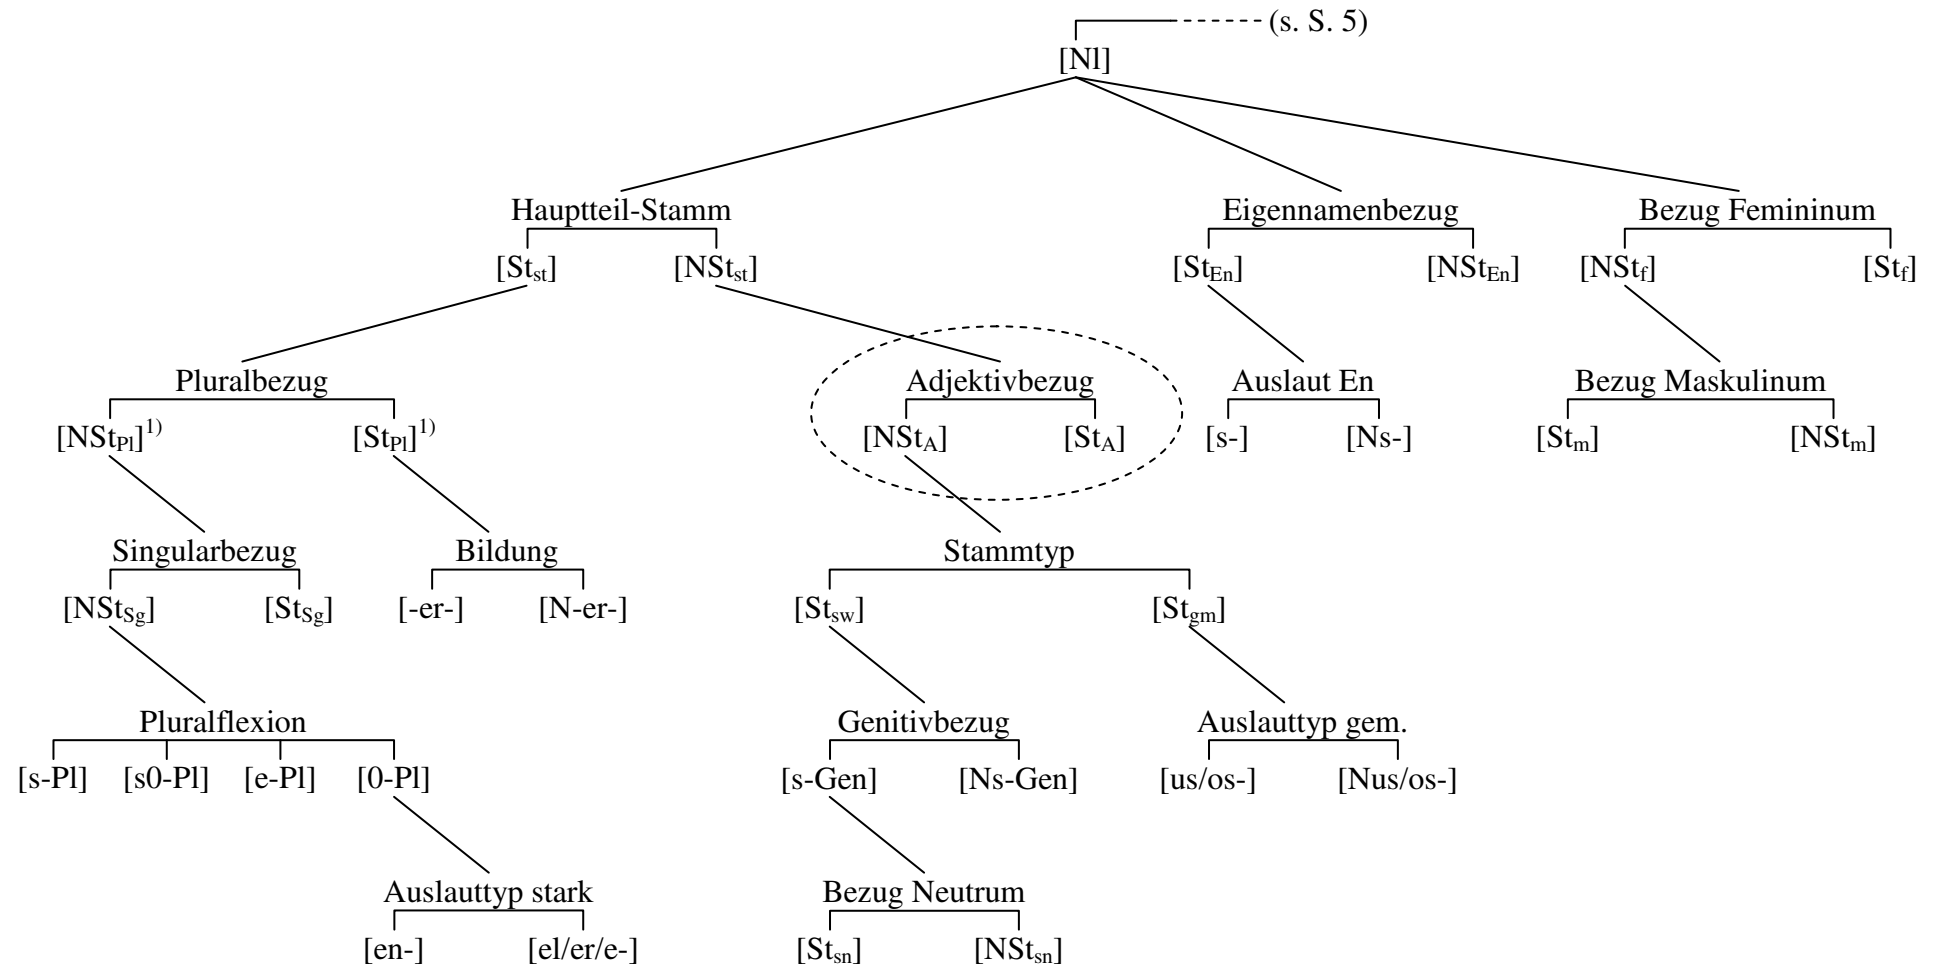 (s. S. 5)
[Nl]
Hauptteil-Stamm Eigennamenbezug Bezug Femininum
[St_st] [NSt_st] [St_En] [NSt_En] [NSt_f] [St_f]
Pluralbezug Adjektivbezug Auslaut En Bezug Maskulinum
[NSt_Pl]^1) [St_Pl]^1) [NSt_A] [St_A] [s-] [Ns-] [St_m] [NSt_m]
Singularbezug Bildung Stammtyp
[NSt_Sg] [St_Sg] [-er-] [N-er-] [St_sw] [St_gm]
Pluralflexion Genitivbezug Auslauttyp gem.
[s-Pl] [s0-Pl] [e-Pl] [0-Pl] [s-Gen] [Ns-Gen] [us/os-] [Nus/os-]
Auslauttyp stark Bezug Neutrum
[en-] [el/er/e-] [St_sn] [NSt_sn]